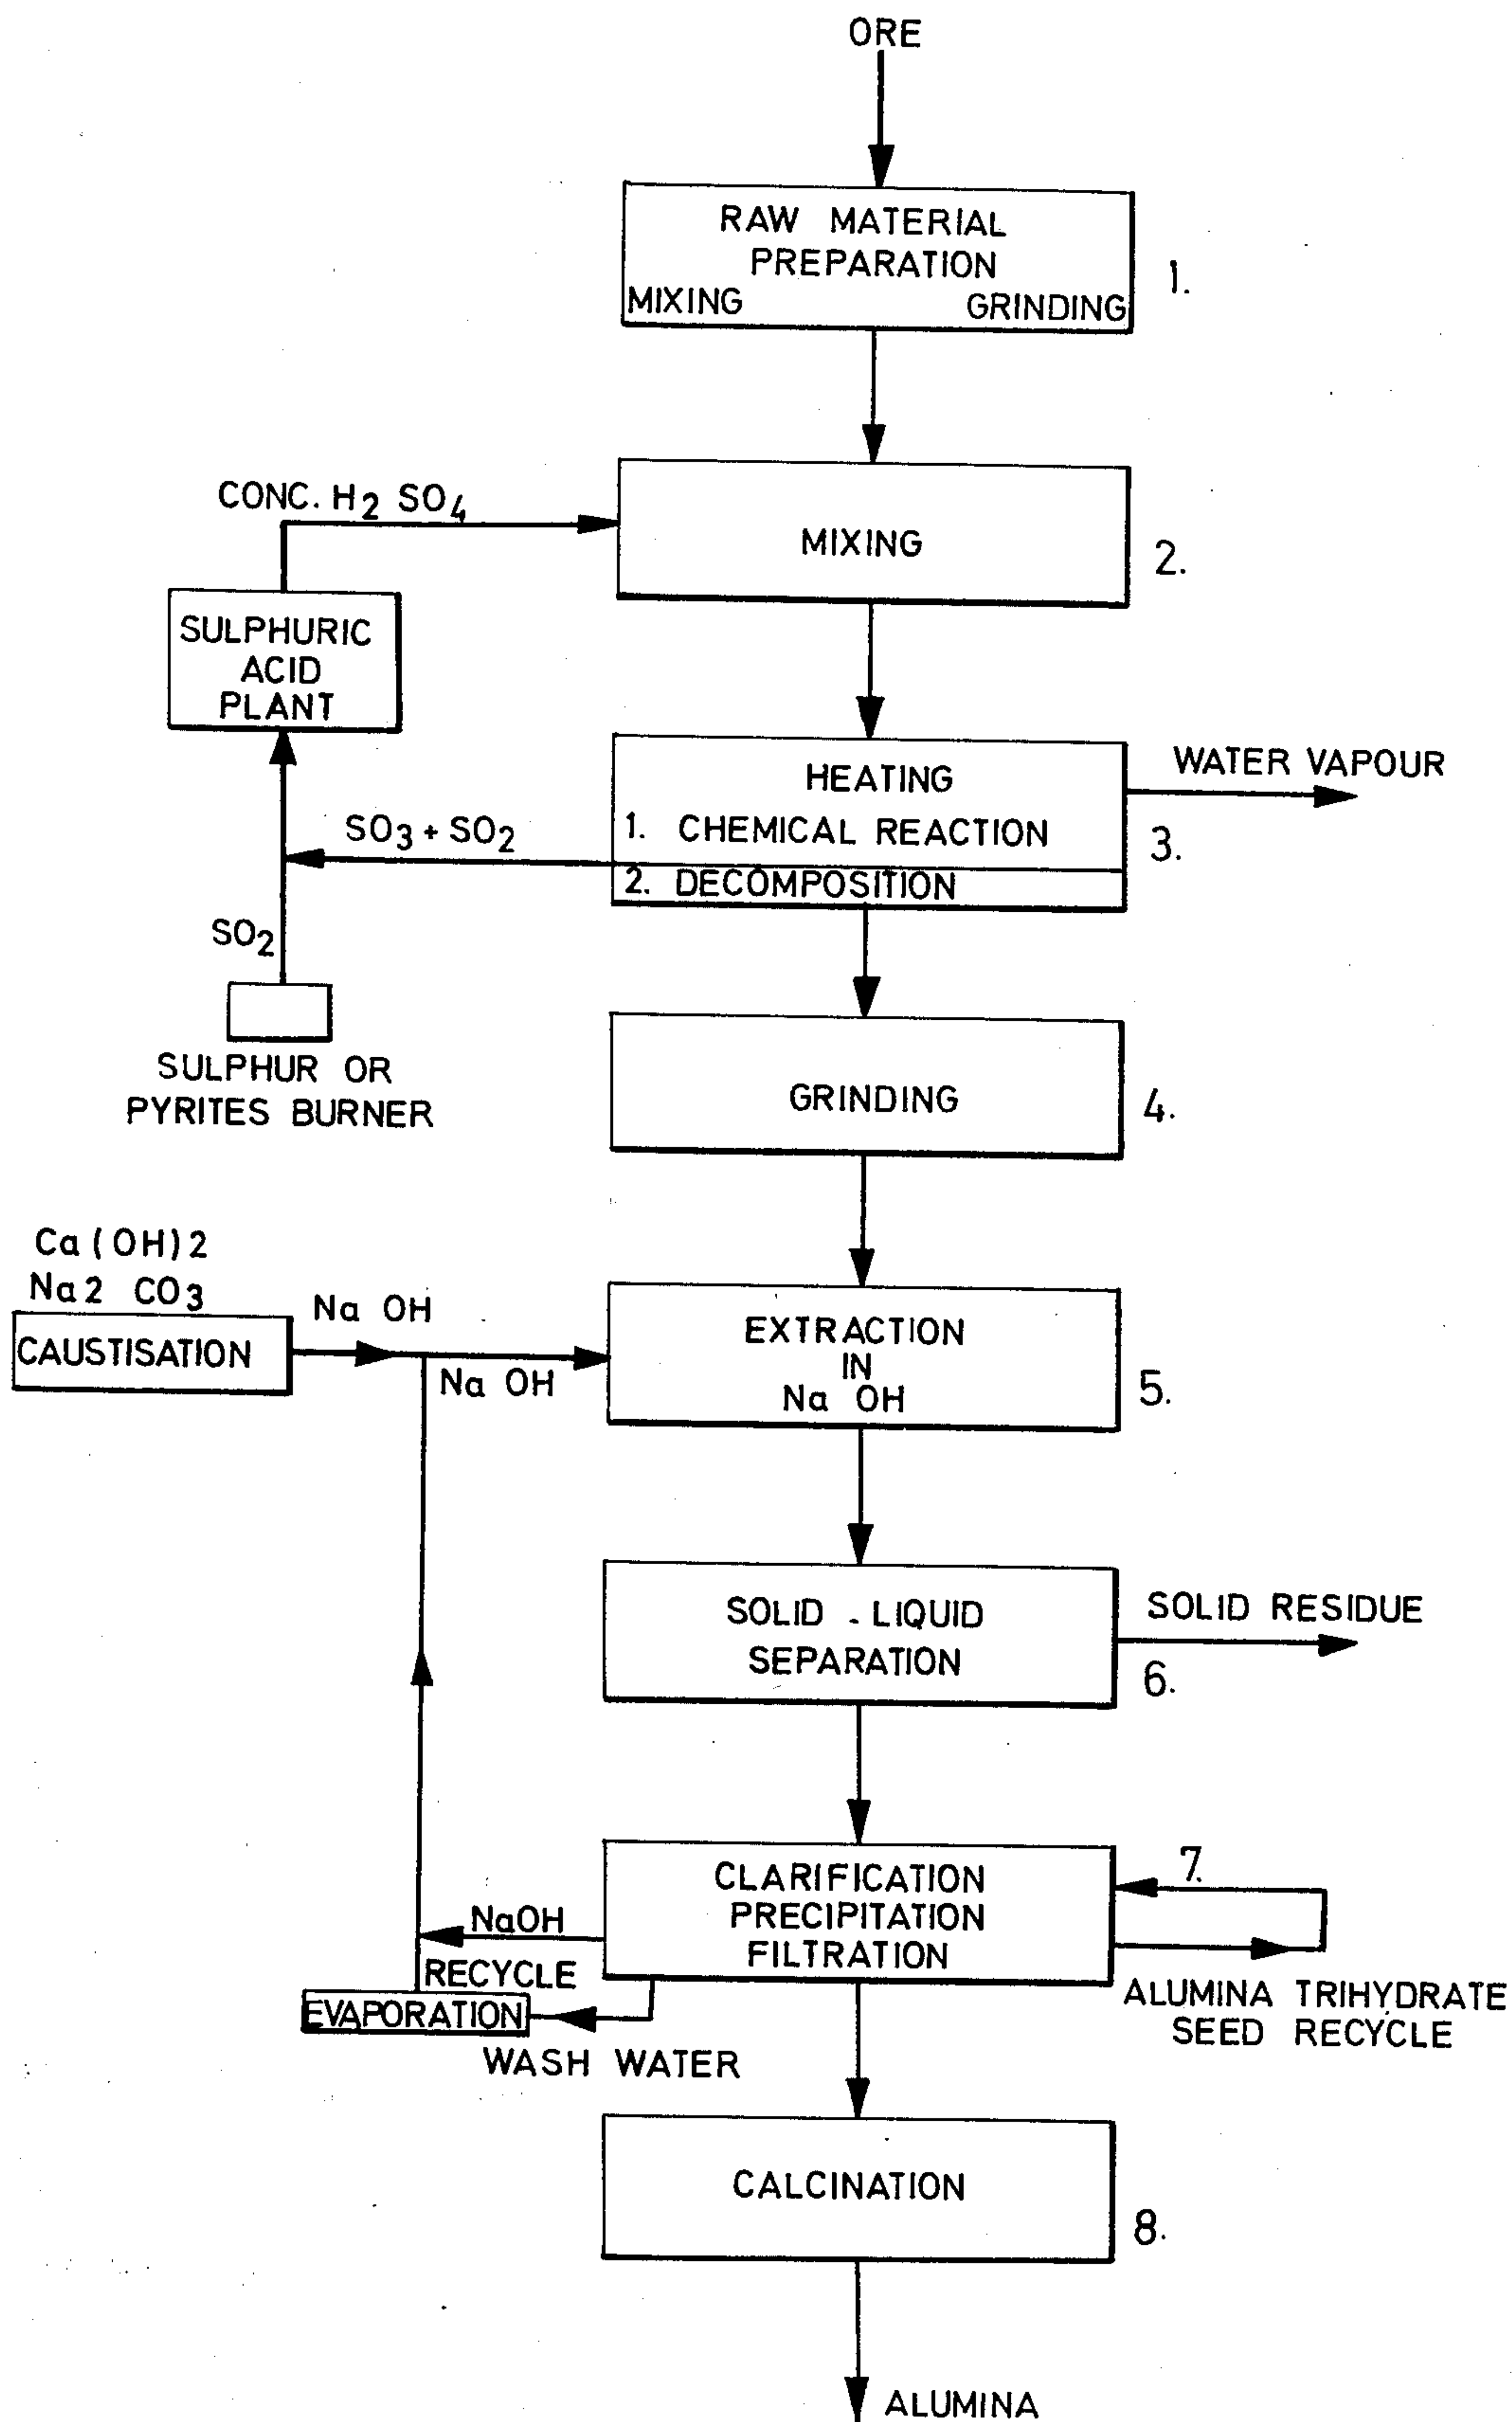 ORE
RAW MATERIAL
PREPARATION
MIXING GRINDING
1.
CONC. H2 SO4
MIXING
2.
SULPHURIC
ACID
PLANT
HEATING
1. CHEMICAL REACTION
2. DECOMPOSITION
3.
WATER VAPOUR
SO3 + SO2
SO2
SULPHUR OR
PYRITES BURNER
GRINDING
4.
Ca (OH)2
Na2 CO3
CAUSTISATION
Na OH
Na OH
EXTRACTION
IN
Na OH
5.
SOLID - LIQUID
SEPARATION
SOLID RESIDUE
6.
CLARIFICATION
PRECIPITATION
FILTRATION
7.
NaOH
RECYCLE
EVAPORATION
WASH WATER
ALUMINA TRIHYDRATE
SEED RECYCLE
CALCINATION
8.
ALUMINA